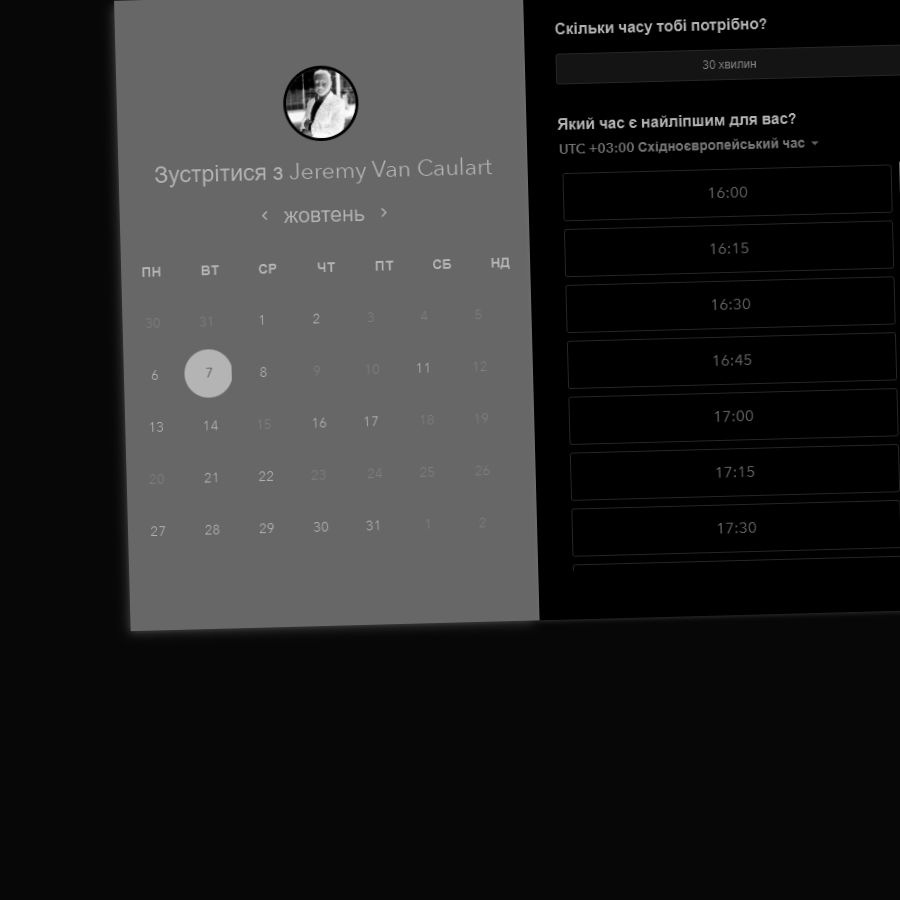 Зустрітися з Jeremy Van Caulart
жовтень
ПН ВТ СР ЧТ ПТ СБ НД
30 31 1 2 3 4 5
6 7 8 9 10 11 12
13 14 15 16 17 18 19
20 21 22 23 24 25 26
27 28 29 30 31 1 2
Скільки часу тобі потрібно?
30 хвилин
Який час є найліпшим для вас?
UTC +03:00 Східноєвропейський час
16:00
16:15
16:30
16:45
17:00
17:15
17:30